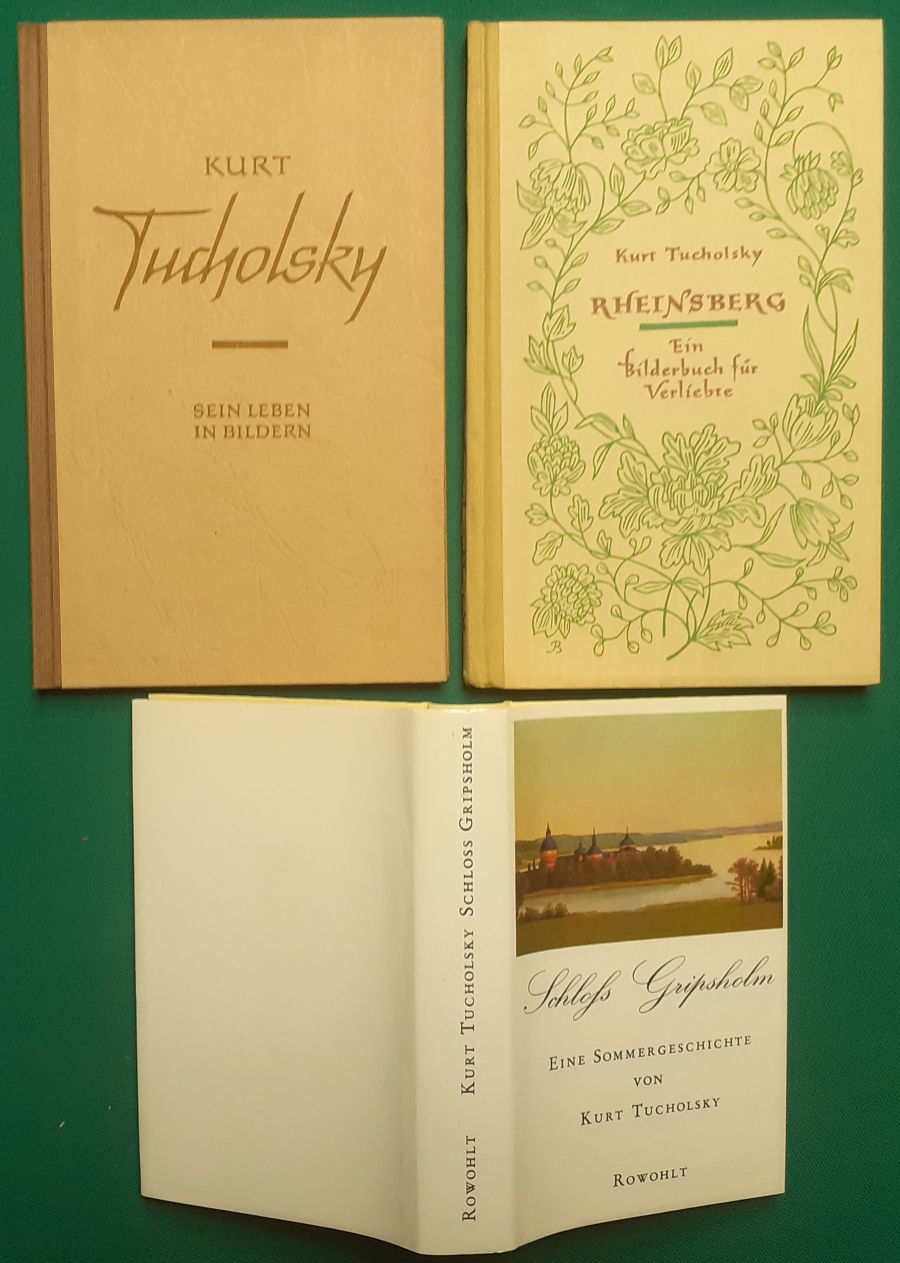 KURT
Tucholsky
SEIN LEBEN
IN BILDERN
Kurt Tucholsky
RHEINSBERG
Ein
Bilderbuch für
Verliebte
B
ROWOHLT KURT TUCHOLSKY SCHLOSS GRIPSHOLM
Schloſs Gripsholm
EINE SOMMERGESCHICHTE
VON
KURT TUCHOLSKY
ROWOHLT